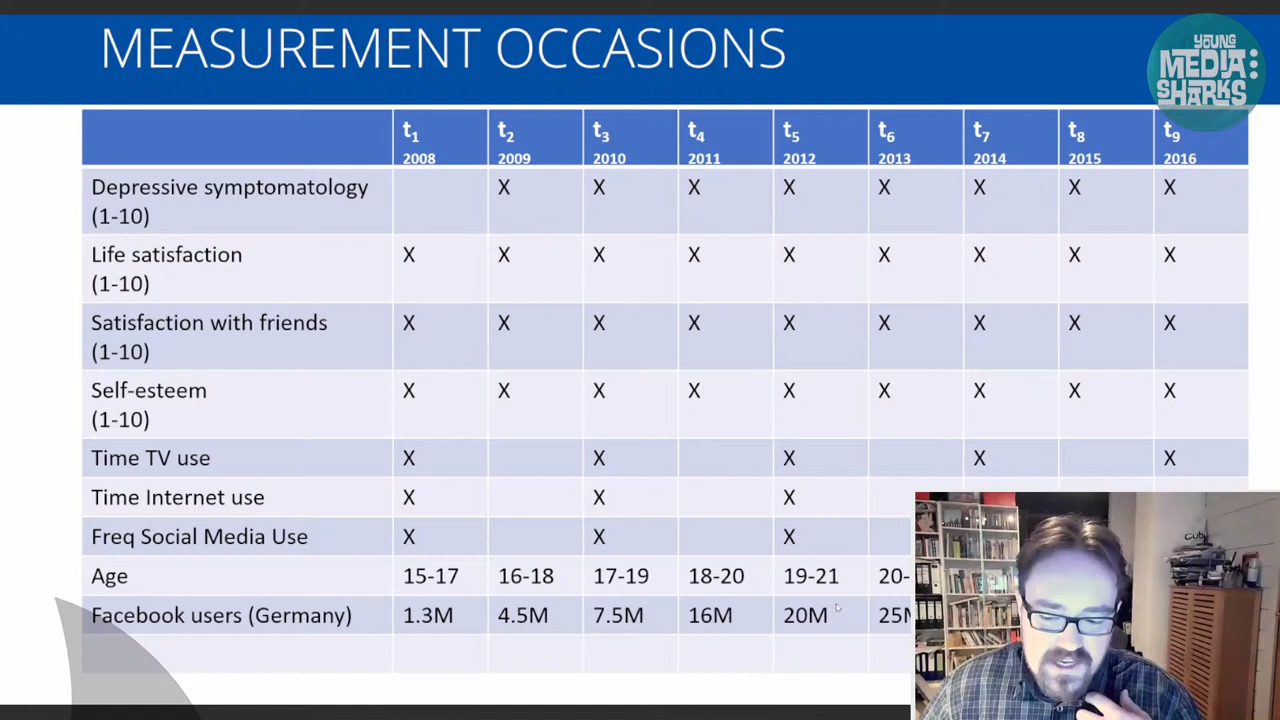 MEASUREMENT OCCASIONS
YOUNG
MEDIA
SHARKS
t1 t2 t3 t4 t5 t6 t7 t8 t9
2008 2009 2010 2011 2012 2013 2014 2015 2016
Depressive symptomatology X X X X X X X X
(1-10)
Life satisfaction X X X X X X X X X
(1-10)
Satisfaction with friends X X X X X X X X X
(1-10)
Self-esteem X X X X X X X X X
(1-10)
Time TV use X X X X X
Time Internet use X X X
Freq Social Media Use X X X
Age 15-17 16-18 17-19 18-20 19-21 20-
Facebook users (Germany) 1.3M 4.5M 7.5M 16M 20M 25